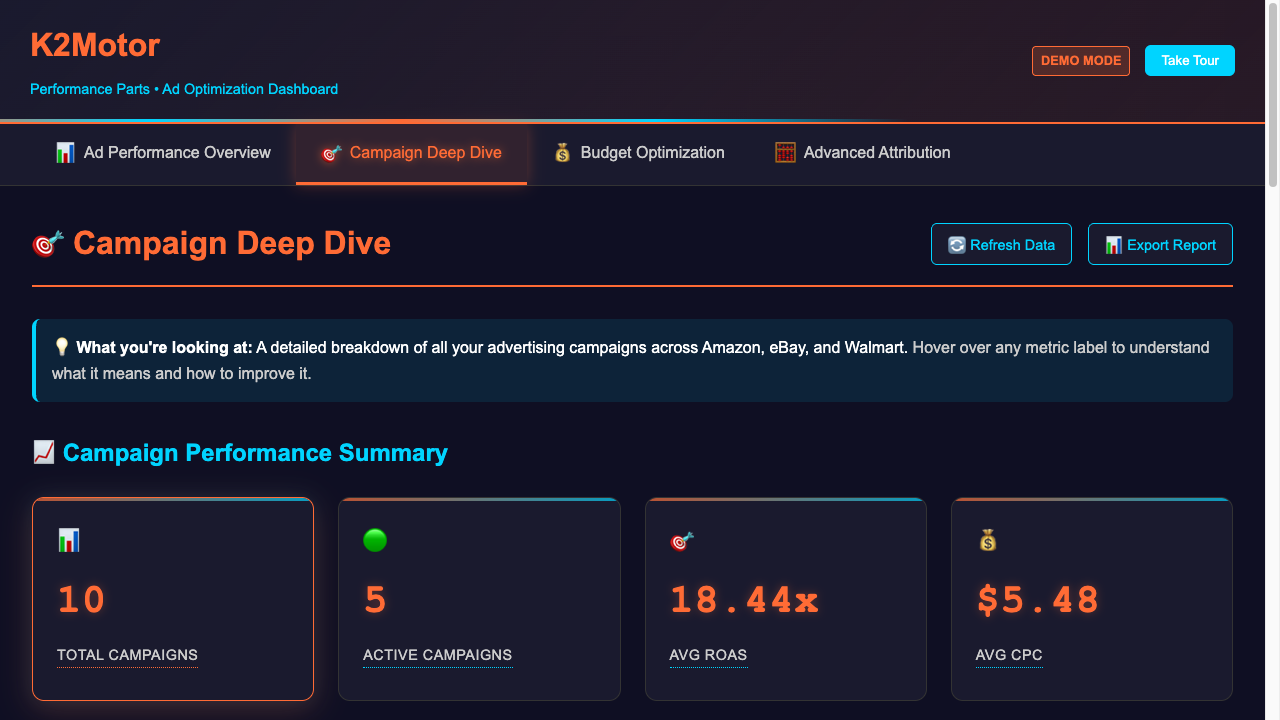 K2Motor
Performance Parts • Ad Optimization Dashboard
DEMO MODE
Take Tour
Ad Performance Overview
Campaign Deep Dive
Budget Optimization
Advanced Attribution
Campaign Deep Dive
Refresh Data
Export Report
What you're looking at: A detailed breakdown of all your advertising campaigns across Amazon, eBay, and Walmart. Hover over any metric label to understand
what it means and how to improve it.
Campaign Performance Summary
10
TOTAL CAMPAIGNS
5
ACTIVE CAMPAIGNS
18.44x
AVG ROAS
$5.48
AVG CPC